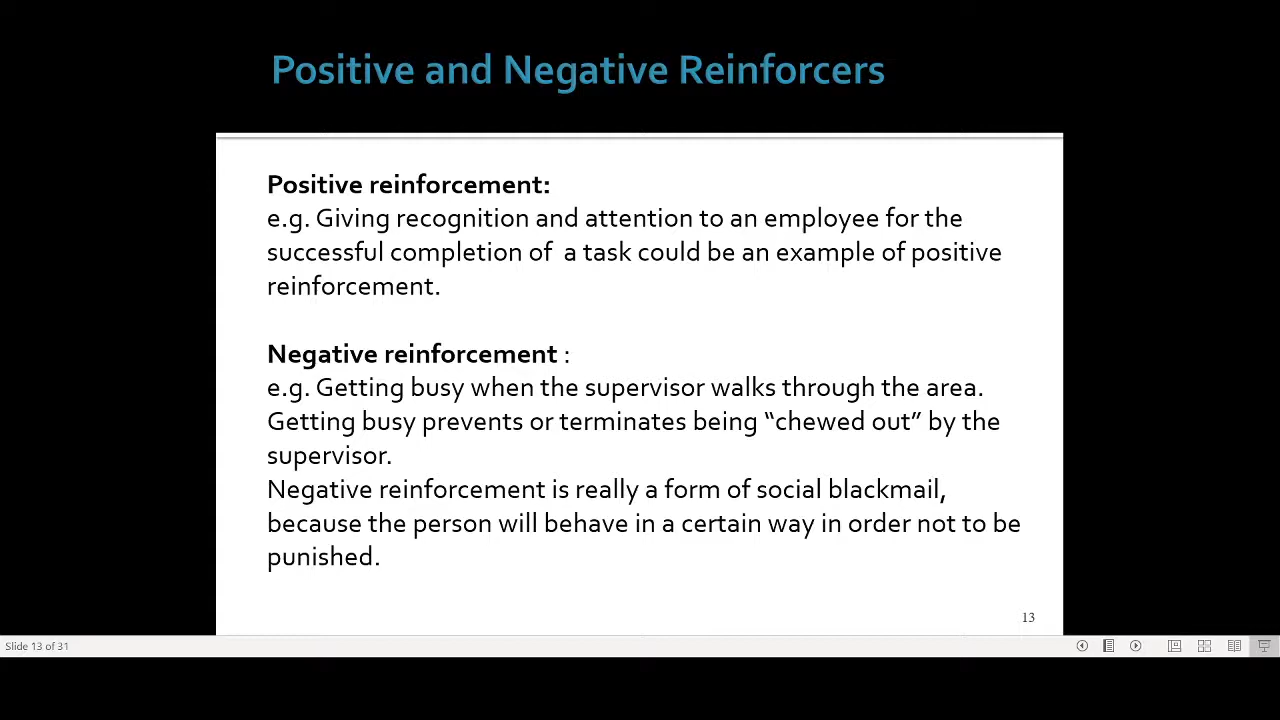 Positive and Negative Reinforcers
Positive reinforcement:
e.g. Giving recognition and attention to an employee for the
successful completion of  a task could be an example of positive
reinforcement.
Negative reinforcement :
e.g. Getting busy when the supervisor walks through the area.
Getting busy prevents or terminates being “chewed out” by the
supervisor.
Negative reinforcement is really a form of social blackmail,
because the person will behave in a certain way in order not to be
punished.
13
Slide 13 of 31